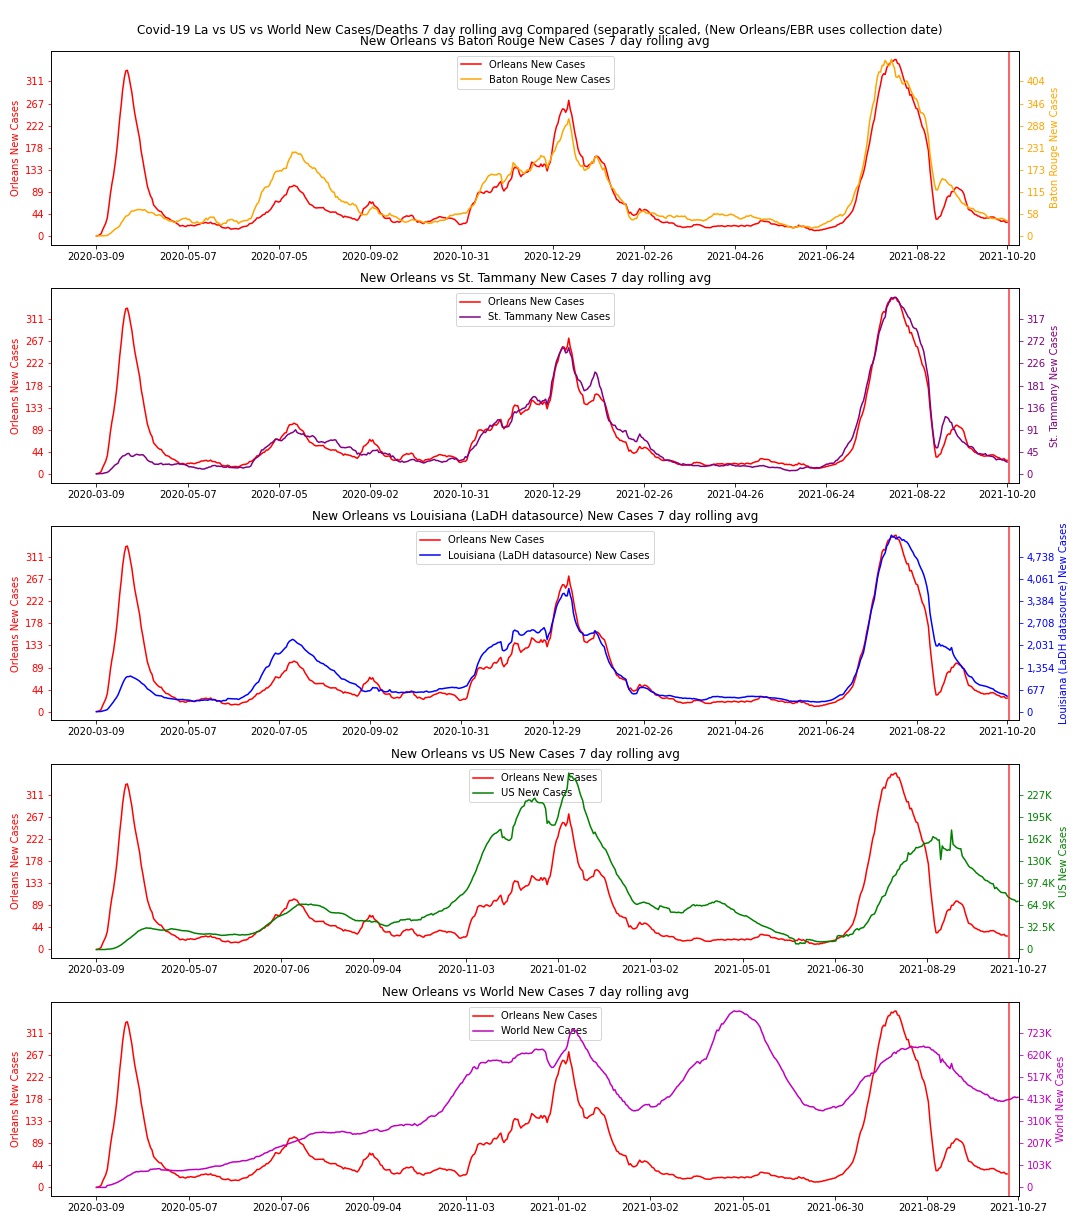 Covid-19 La vs US vs World New Cases/Deaths 7 day rolling avg Compared (separatly scaled, (New Orleans/EBR uses collection date)
New Orleans vs Baton Rouge New Cases 7 day rolling avg
Orleans New Cases
Baton Rouge New Cases
Orleans New Cases
311
267
222
178
133
89
44
0
404
346
288
231
173
115
58
0
Baton Rouge New Cases
2020-03-09 2020-05-07 2020-07-05 2020-09-02 2020-10-31 2020-12-29 2021-02-26 2021-04-26 2021-06-24 2021-08-22 2021-10-20
New Orleans vs St. Tammany New Cases 7 day rolling avg
Orleans New Cases
St. Tammany New Cases
Orleans New Cases
311
267
222
178
133
89
44
0
317
272
226
181
136
91
45
0
St. Tammany New Cases
2020-03-09 2020-05-07 2020-07-05 2020-09-02 2020-10-31 2020-12-29 2021-02-26 2021-04-26 2021-06-24 2021-08-22 2021-10-20
New Orleans vs Louisiana (LaDH datasource) New Cases 7 day rolling avg
Orleans New Cases
Louisiana (LaDH datasource) New Cases
Orleans New Cases
311
267
222
178
133
89
44
0
4,738
4,061
3,384
2,708
2,031
1,354
677
0
Louisiana (LaDH datasource) New Cases
2020-03-09 2020-05-07 2020-07-05 2020-09-02 2020-10-31 2020-12-29 2021-02-26 2021-04-26 2021-06-24 2021-08-22 2021-10-20
New Orleans vs US New Cases 7 day rolling avg
Orleans New Cases
US New Cases
Orleans New Cases
311
267
222
178
133
89
44
0
227K
195K
162K
130K
97.4K
64.9K
32.5K
0
US New Cases
2020-03-09 2020-05-07 2020-07-06 2020-09-04 2020-11-03 2021-01-02 2021-03-02 2021-05-01 2021-06-30 2021-08-29 2021-10-27
New Orleans vs World New Cases 7 day rolling avg
Orleans New Cases
World New Cases
Orleans New Cases
311
267
222
178
133
89
44
0
723K
620K
517K
413K
310K
207K
103K
0
World New Cases
2020-03-09 2020-05-07 2020-07-06 2020-09-04 2020-11-03 2021-01-02 2021-03-02 2021-05-01 2021-06-30 2021-08-29 2021-10-27